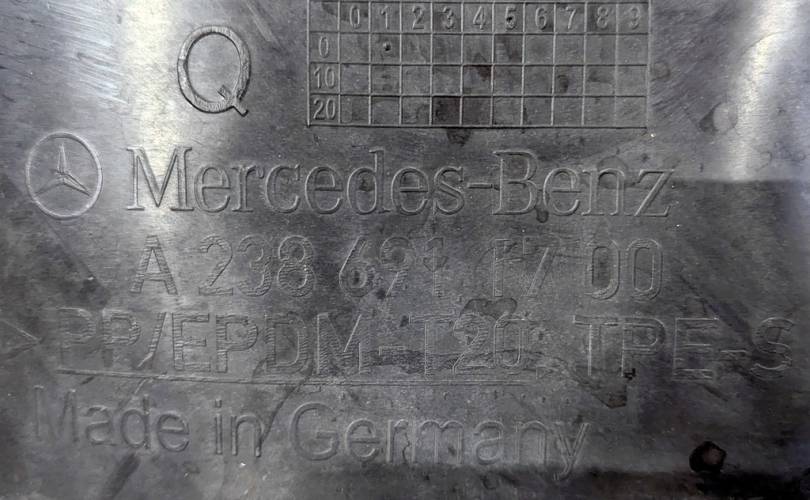 0 1 2 3 4 5 6 7 8 9
0
10
20
Q
Mercedes-Benz
A 238 691 17 00
>PP/EPDM-T20, TPE-S
Made in Germany